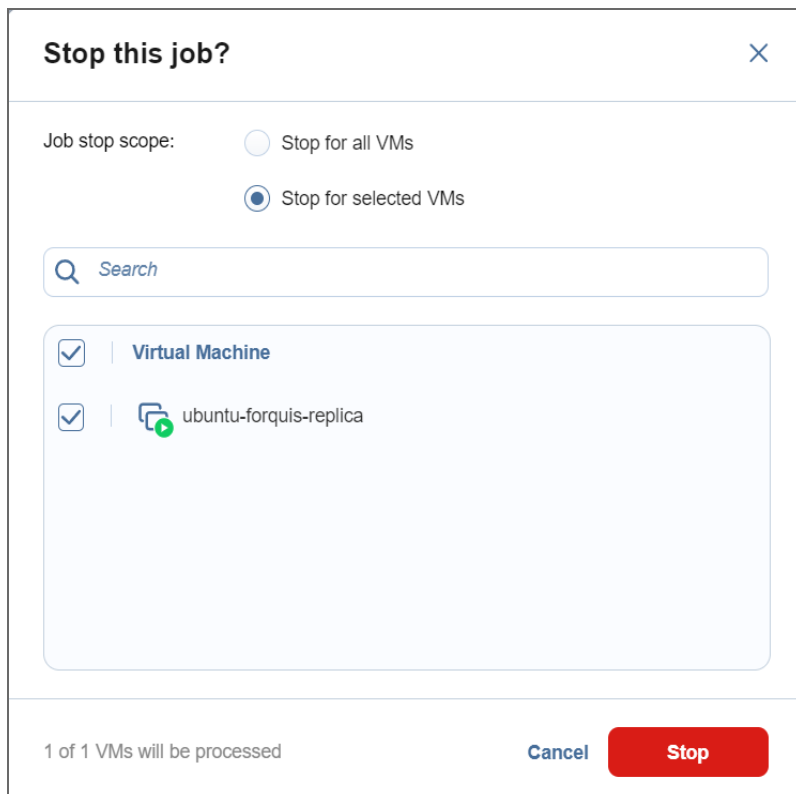 Stop this job?
Job stop scope:
Stop for all VMs
Stop for selected VMs
Search
Virtual Machine
ubuntu-forquis-replica
1 of 1 VMs will be processed
Cancel
Stop